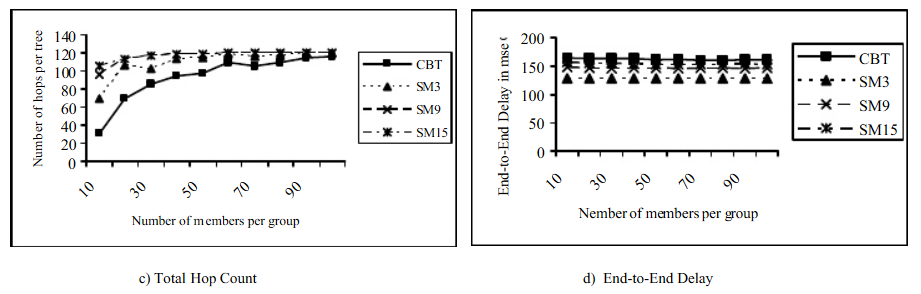 Number of hops per tree
140
120
100
80
60
40
20
0
10
30
50
70
90
Number of members per group
CBT
SM3
SM9
SM15
c) Total Hop Count
End-to-End Delay in mse
200
150
100
50
0
10
30
50
70
90
Nember of members per group
CBT
SM3
SM9
SM15
d) End-to-End Delay